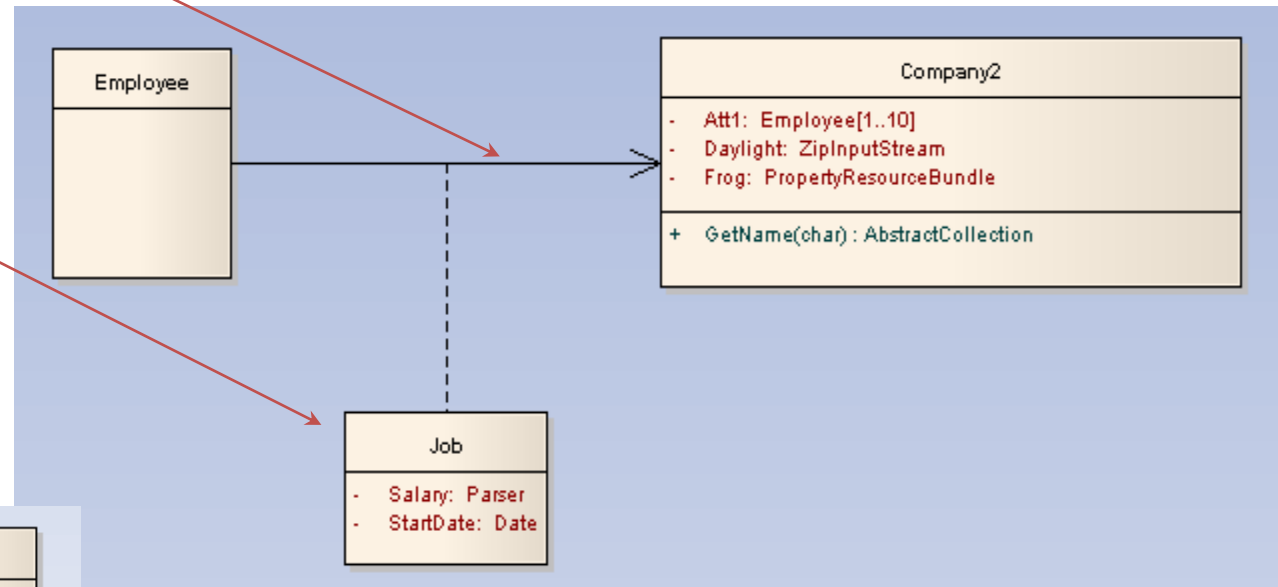 Employee
Company2
- Att1: Employee[1..10]
- Daylight: ZipInputStream
- Frog: PropertyResourceBundle
+ GetName(char) : AbstractCollection
Job
- Salary: Parser
- StartDate: Date